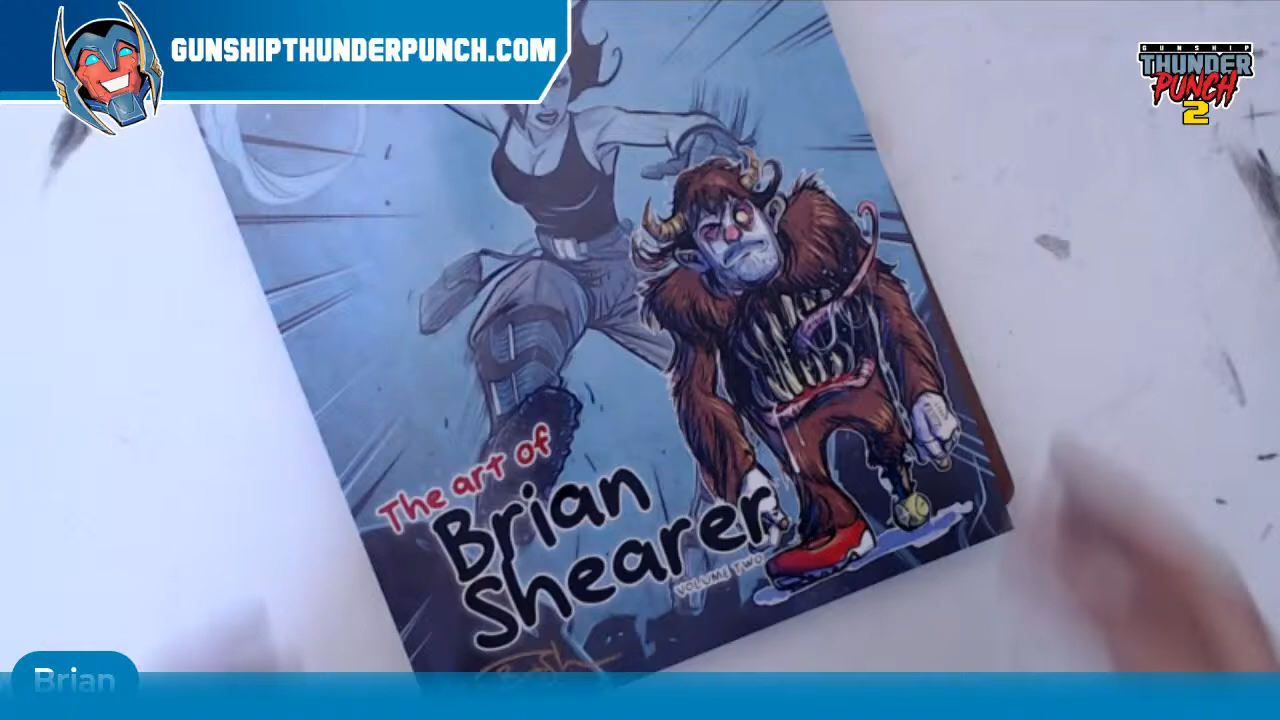 GUNSHIPTHUNDERPUNCH.COM
GUNSHIP
THUNDER
PUNCH
2
The art of
Brian
Shearer
VOLUME TWO
Brian